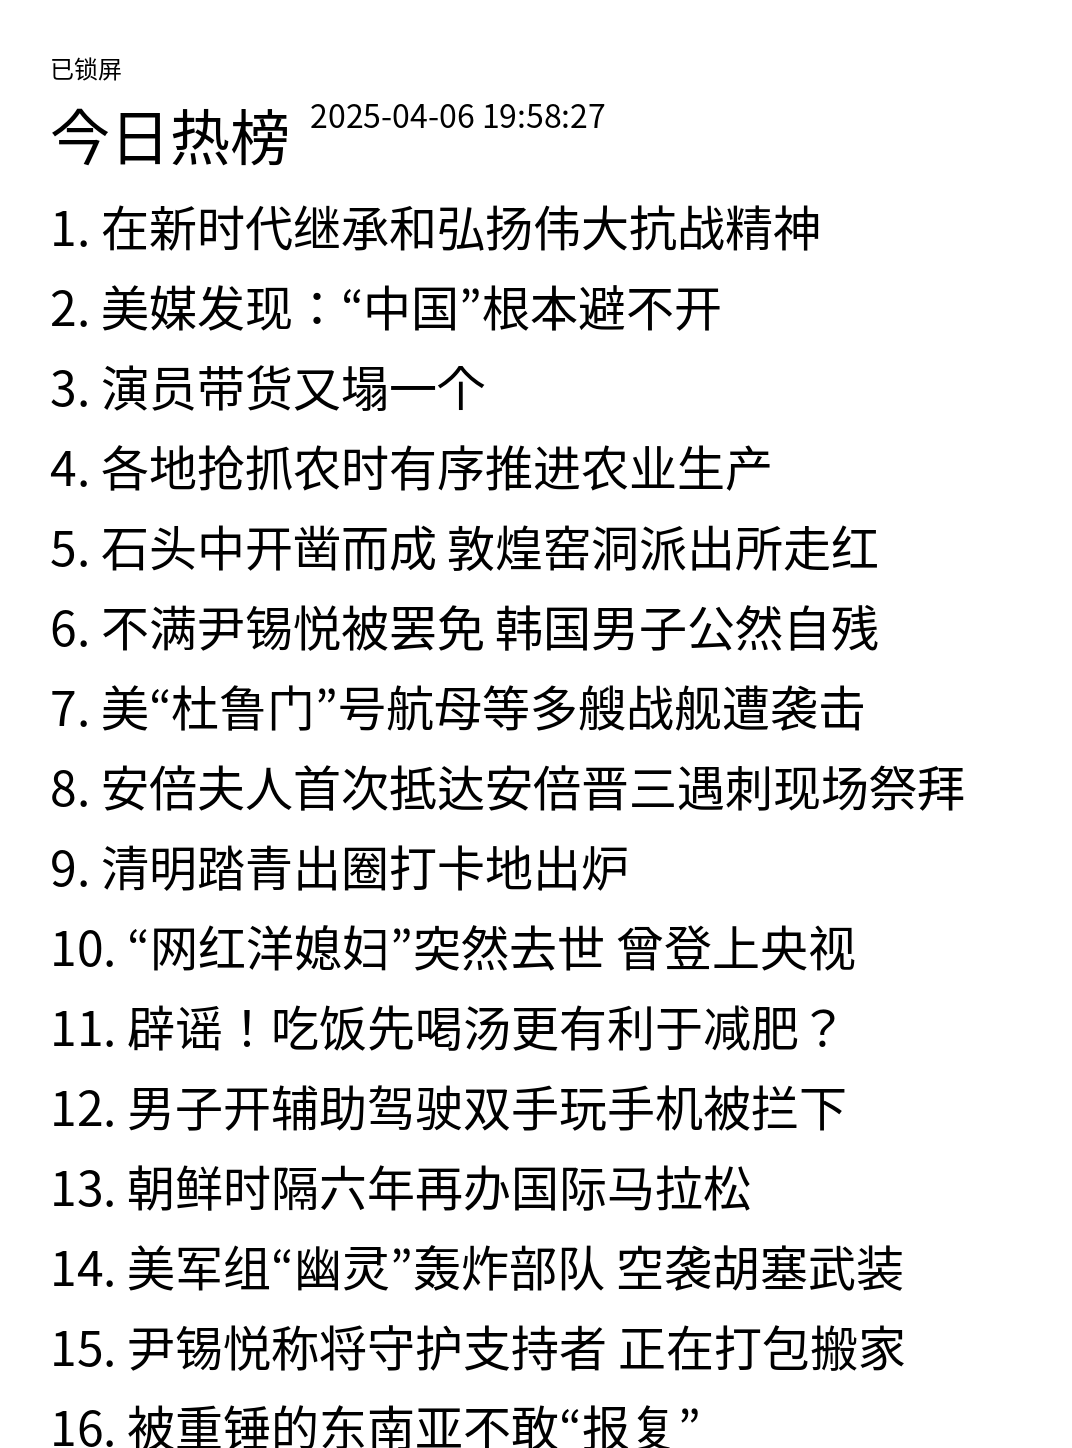 已锁屏
今日热榜 2025-04-06 19:58:27
1. 在新时代继承和弘扬伟大抗战精神
2. 美媒发现：“中国”根本避不开
3. 演员带货又塌一个
4. 各地抢抓农时有序推进农业生产
5. 石头中开凿而成 敦煌窑洞派出所走红
6. 不满尹锡悦被罢免 韩国男子公然自残
7. 美“杜鲁门”号航母等多艘战舰遭袭击
8. 安倍夫人首次抵达安倍晋三遇刺现场祭拜
9. 清明踏青出圈打卡地出炉
10. “网红洋媳妇”突然去世 曾登上央视
11. 辟谣！吃饭先喝汤更有利于减肥？
12. 男子开辅助驾驶双手玩手机被拦下
13. 朝鲜时隔六年再办国际马拉松
14. 美军组“幽灵”轰炸部队 空袭胡塞武装
15. 尹锡悦称将守护支持者 正在打包搬家
16. 被重锤的东南亚不敢“报复”